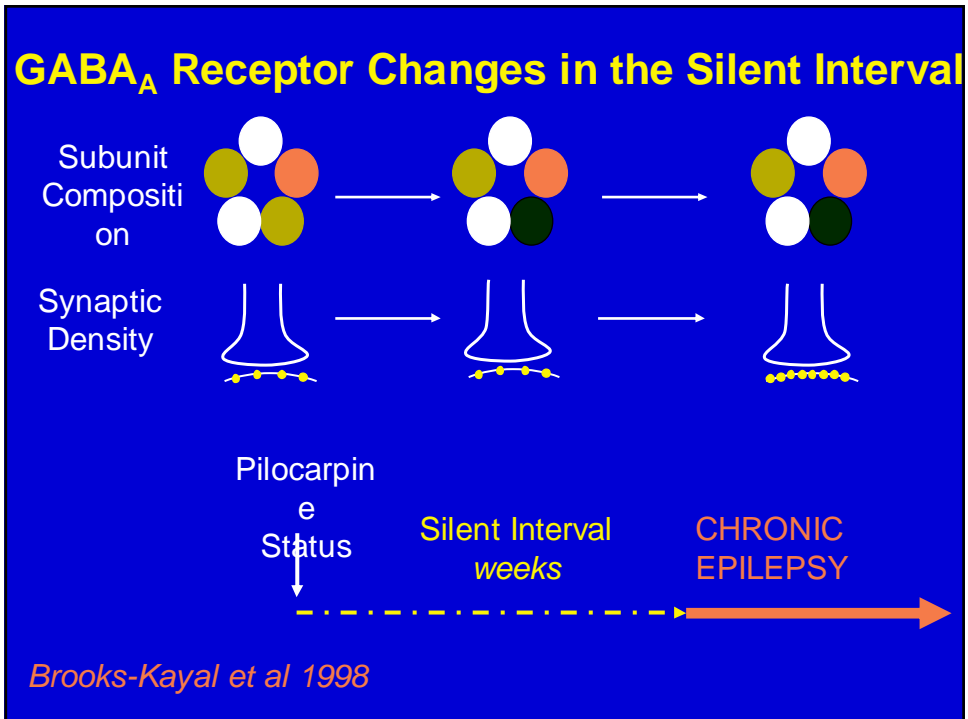 GABAA Receptor Changes in the Silent Interval
Subunit
Compositi
on
Synaptic
Density
Pilocarpin
e
Status
Silent Interval
weeks
CHRONIC
EPILEPSY
Brooks-Kayal et al 1998